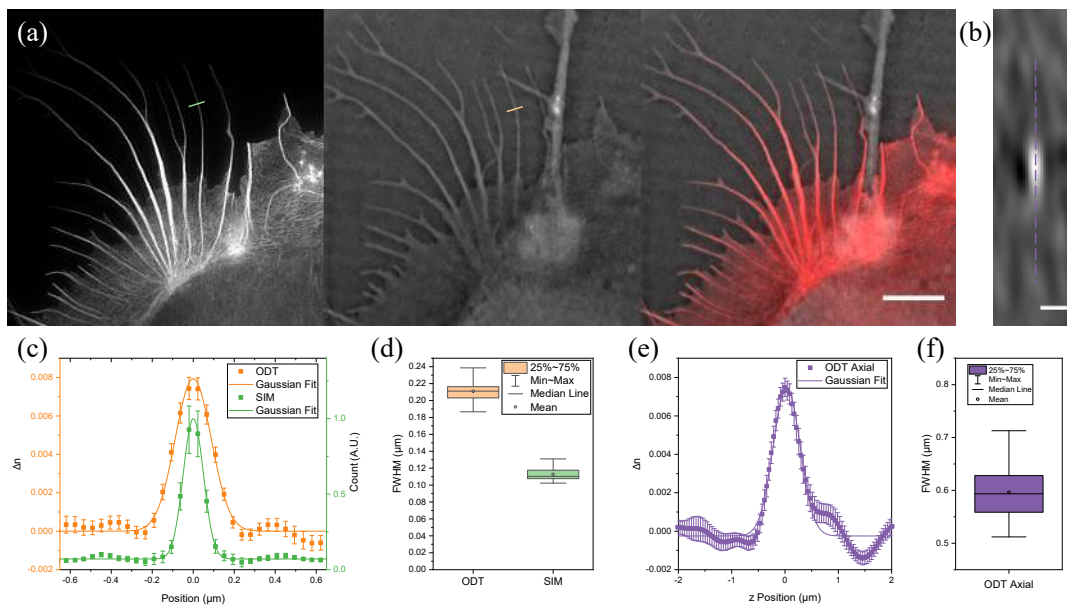 (a)
(b)
(c)
(d)
(e)
(f)
0.008
0.006
0.004
0.002
0.000
-0.002
Δn
-0.6 -0.4 -0.2 0.0 0.2 0.4 0.6
Position (μm)
1.0
0.5
0.0
Count (A.U.)
ODT
Gaussian Fit
SIM
Gaussian Fit
0.24
0.22
0.20
0.18
0.16
0.14
0.12
0.10
0.08
0.06
0.04
0.02
0.00
FWHM (μm)
ODT SIM
25%~75%
Min~Max
Median Line
Mean
0.008
0.006
0.004
0.002
0.000
-0.002
Δn
-2 -1 0 1 2
z Position (μm)
ODT Axial
Gaussian Fit
0.8
0.7
0.6
0.5
FWHM (μm)
ODT Axial
25%~75%
Min~Max
Median Line
Mean